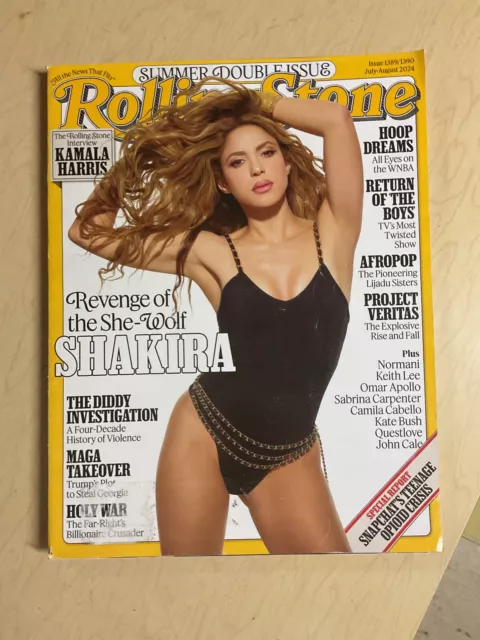 "All the News That Fits"
SUMMER DOUBLE ISSUE
Issue 1389/1390
July-August 2024
Rolling Stone
The Rolling Stone
Interview
KAMALA
HARRIS
HOOP
DREAMS
All Eyes on
the WNBA
RETURN
OF THE
BOYS
TV's Most
Twisted
Show
AFROPOP
The Pioneering
Lijadu Sisters
PROJECT
VERITAS
The Explosive
Rise and Fall
Plus
Normani
Keith Lee
Omar Apollo
Sabrina Carpenter
Camila Cabello
Kate Bush
Questlove
John Cale
Revenge of
the She-Wolf
SHAKIRA
THE DIDDY
INVESTIGATION
A Four-Decade
History of Violence
MAGA
TAKEOVER
Trump's Plot
to Steal Georgia
HOLY WAR
The Far-Right's
Billionaire Crusader
SPECIAL REPORT
SNAPCHAT'S TEENAGE
OPIOID CRISIS